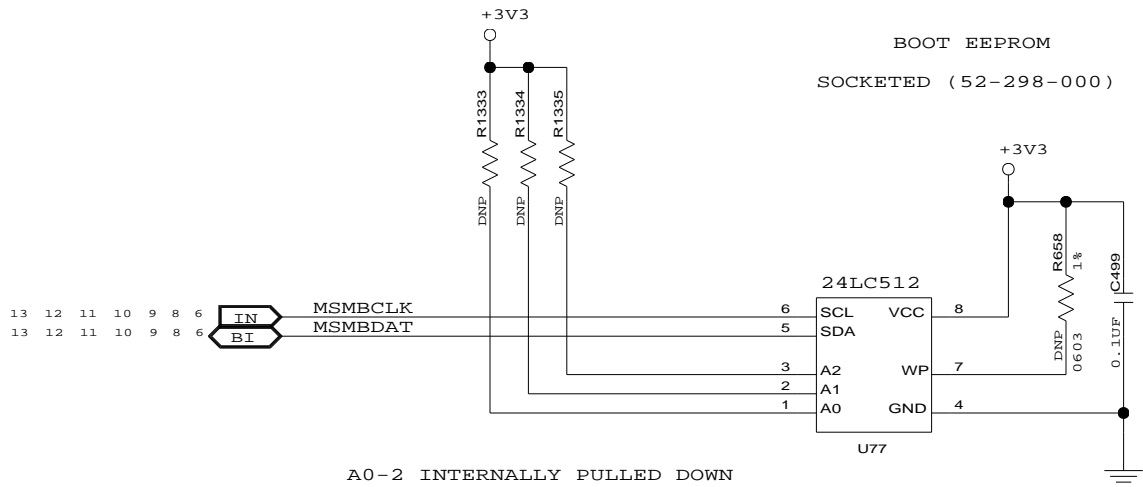 +3V3
BOOT EEPROM
SOCKETED (52-298-000)
R1333
R1334
R1335
DNP
DNP
DNP
+3V3
R658
1%
DNP
0603
C499
0.1UF
24LC512
13 12 11 10 9 8 6 IN MSMBCLK 6 SCL VCC 8
13 12 11 10 9 8 6 BI MSMBDAT 5 SDA
3 A2 WP 7
2 A1
1 A0 GND 4
U77
A0-2 INTERNALLY PULLED DOWN